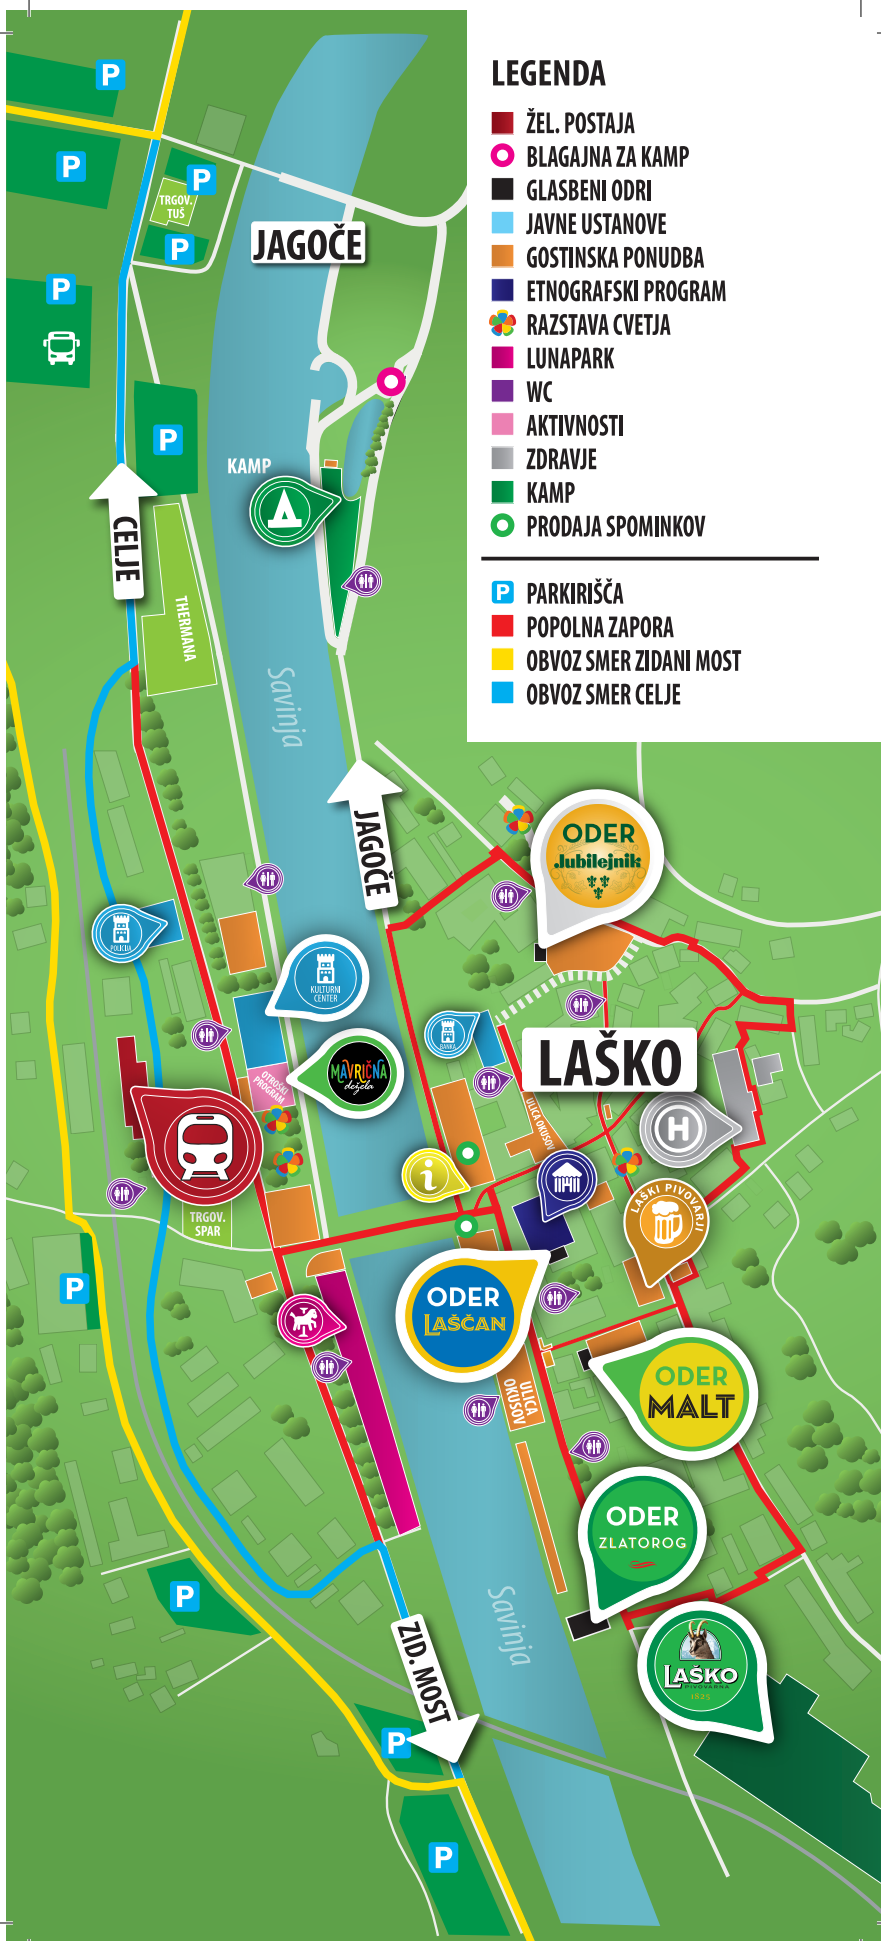 LEGENDA
ŽEL. POSTAJA
BLAGAJNA ZA KAMP
GLASBENI ODRI
JAVNE USTANOVE
GOSTINSKA PONUDBA
ETNOGRAFSKI PROGRAM
RAZSTAVA CVETJA
LUNAPARK
WC
AKTIVNOSTI
ZDRAVJE
KAMP
PRODAJA SPOMINKOV
P PARKIRIŠČA
POPOLNA ZAPORA
OBVOZ SMER ZIDANI MOST
OBVOZ SMER CELJE
P
P
P
TRGOV.
TUŠ
P
JAGOČE
P
P
KAMP
CELJE
THERMANA
Savinja
JAGOČE
ODER
Jubilejnik
POLICIJA
KULTURNI
CENTER
BANKA
MAVRIČNA
dežela
OTROŠKI
PROGRAM
LAŠKO
ULICA OKUSOV
H
i
LAŠKI PIVOVARJI
TRGOV.
SPAR
P
ODER
LAŠČAN
ODER
MALT
ULICA
OKUSOV
ODER
ZLATOROG
P
Savinja
ZID. MOST
LAŠKO
PIVOVARNA
1825
P
P